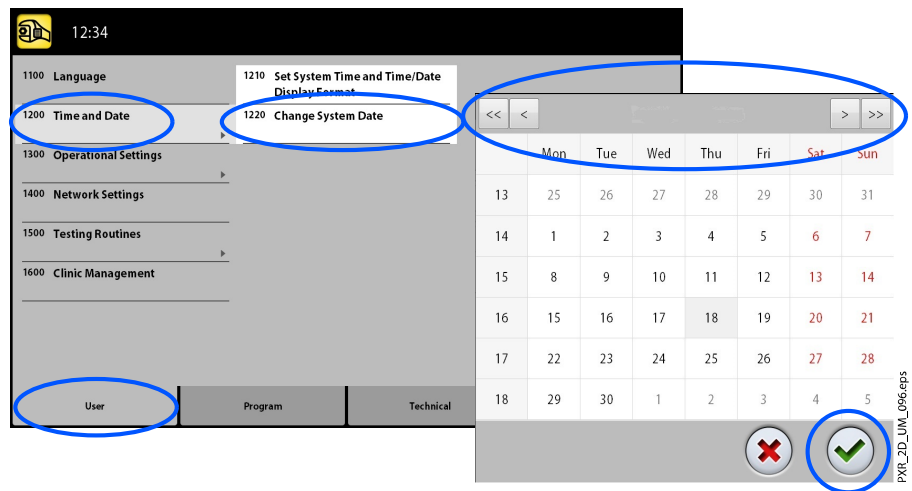 12:34
1100 Language
1200 Time and Date
1300 Operational Settings
1400 Network Settings
1500 Testing Routines
1600 Clinic Management
1210 Set System Time and Time/Date
Display Format
1220 Change System Date
User
Program
Technical
<< < > >>
Mon Tue Wed Thu Fri Sat Sun
13 25 26 27 28 29 30 31
14 1 2 3 4 5 6 7
15 8 9 10 11 12 13 14
16 15 16 17 18 19 20 21
17 22 23 24 25 26 27 28
18 29 30 1 2 3 4 5
PXR_2D_UM_096.eps